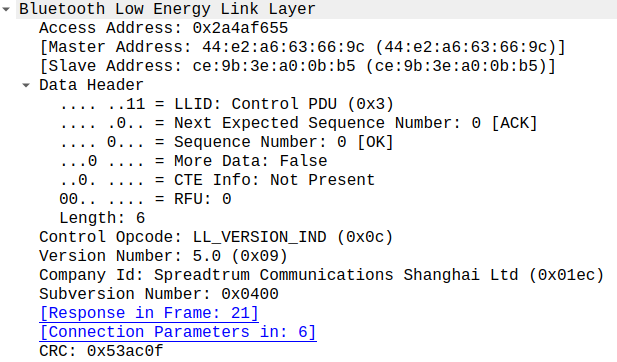 Bluetooth Low Energy Link Layer
Access Address: 0x2a4af655
[Master Address: 44:e2:a6:63:66:9c (44:e2:a6:63:66:9c)]
[Slave Address: ce:9b:3e:a0:0b:b5 (ce:9b:3e:a0:0b:b5)]
Data Header
.... ..11 = LLID: Control PDU (0x3)
.... .0.. = Next Expected Sequence Number: 0 [ACK]
.... 0... = Sequence Number: 0 [OK]
...0 .... = More Data: False
..0. .... = CTE Info: Not Present
00.. .... = RFU: 0
Length: 6
Control Opcode: LL_VERSION_IND (0x0c)
Version Number: 5.0 (0x09)
Company Id: Spreadtrum Communications Shanghai Ltd (0x01ec)
Subversion Number: 0x0400
[Response in Frame: 21]
[Connection Parameters in: 6]
CRC: 0x53ac0f